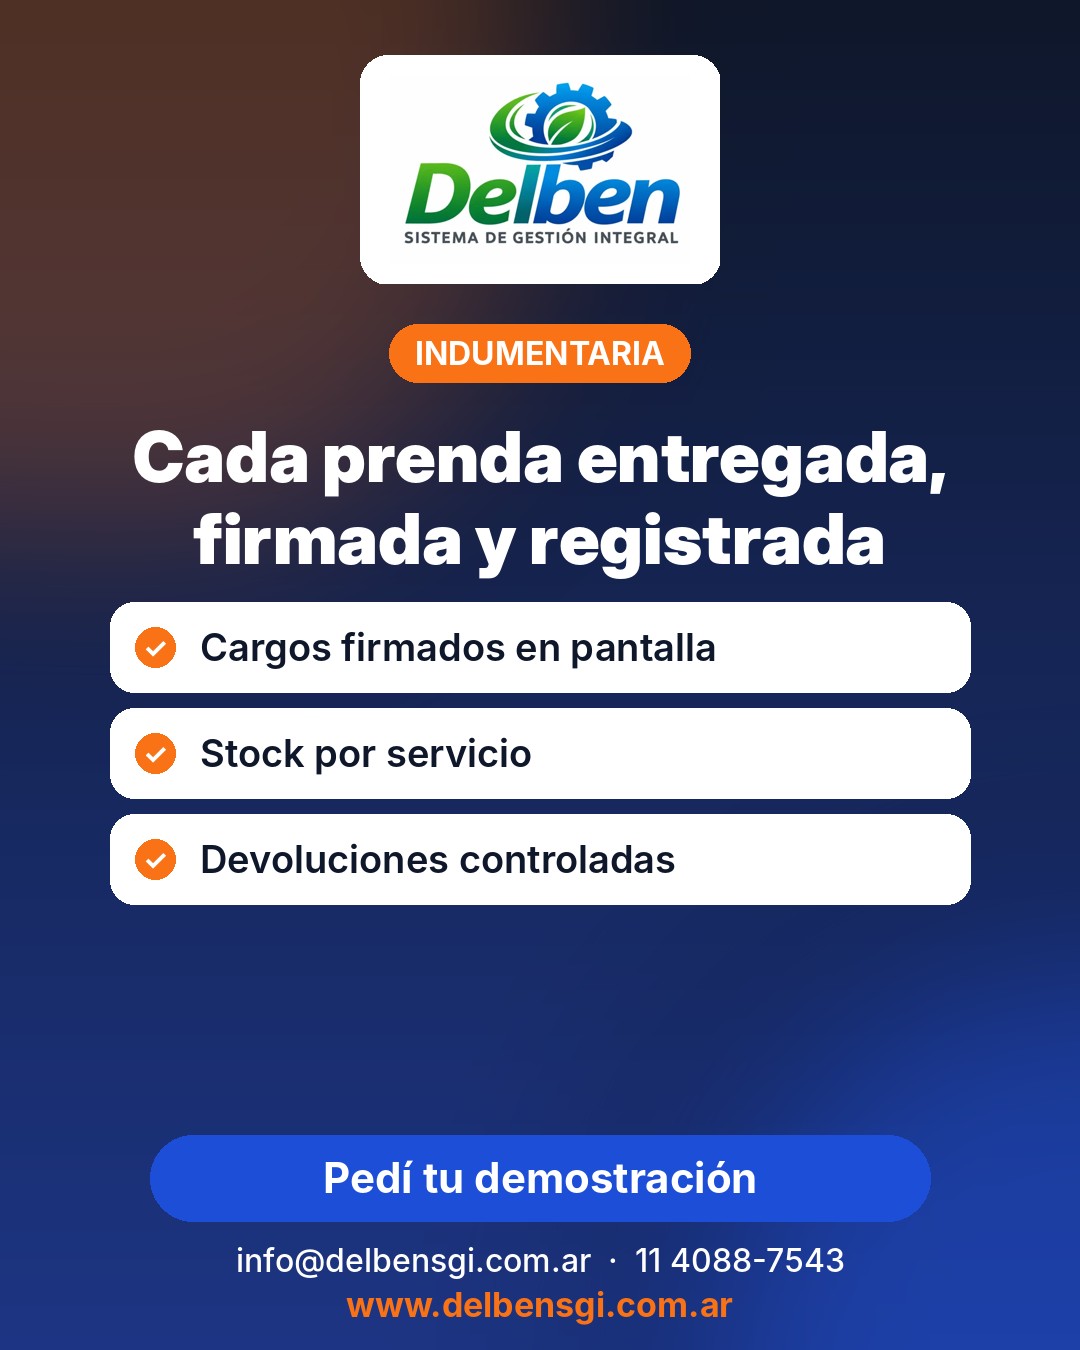 Delben
SISTEMA DE GESTIÓN INTEGRAL
INDUMENTARIA
Cada prenda entregada,
firmada y registrada
Cargos firmados en pantalla
Stock por servicio
Devoluciones controladas
Pedí tu demostración
info@delbensgi.com.ar · 11 4088-7543
www.delbensgi.com.ar